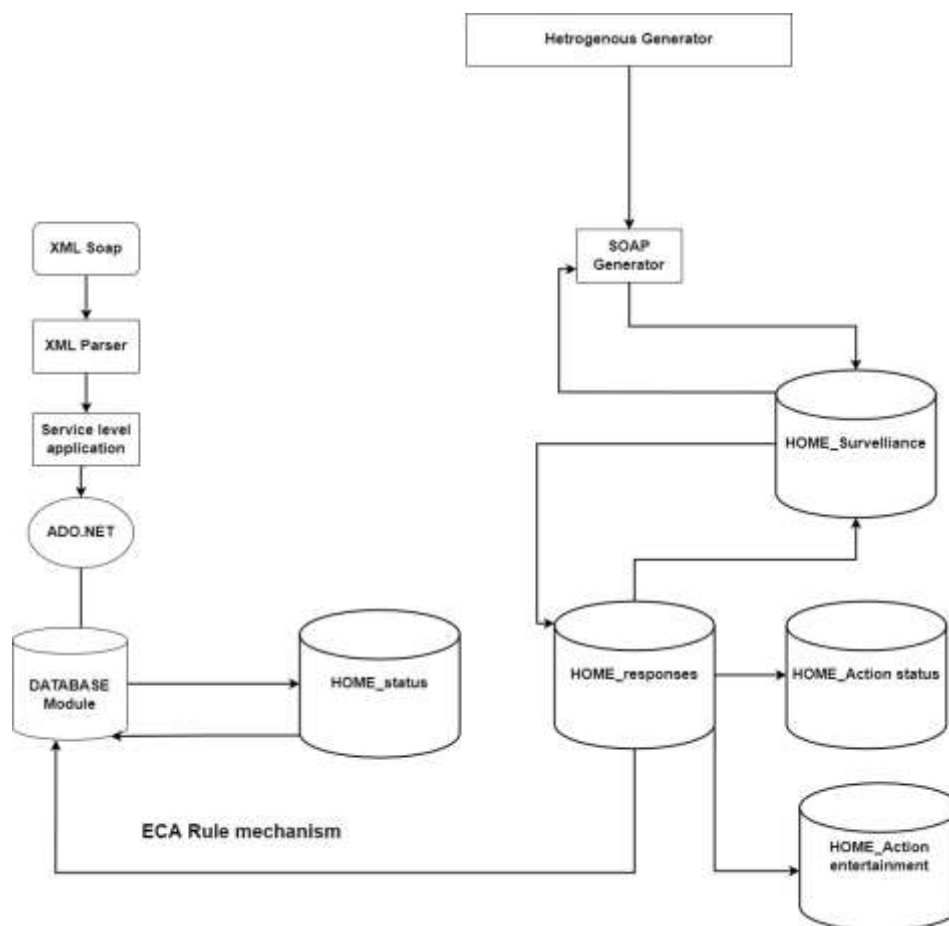 Hetrogenous Generator
XML Soap
SOAP
Generator
XML Parser
Service level
application
HOME_Survelliance
ADO.NET
DATABASE
Module
HOME_status
HOME_responses
HOME_Action status
ECA Rule mechanism
HOME_Action
entertainment